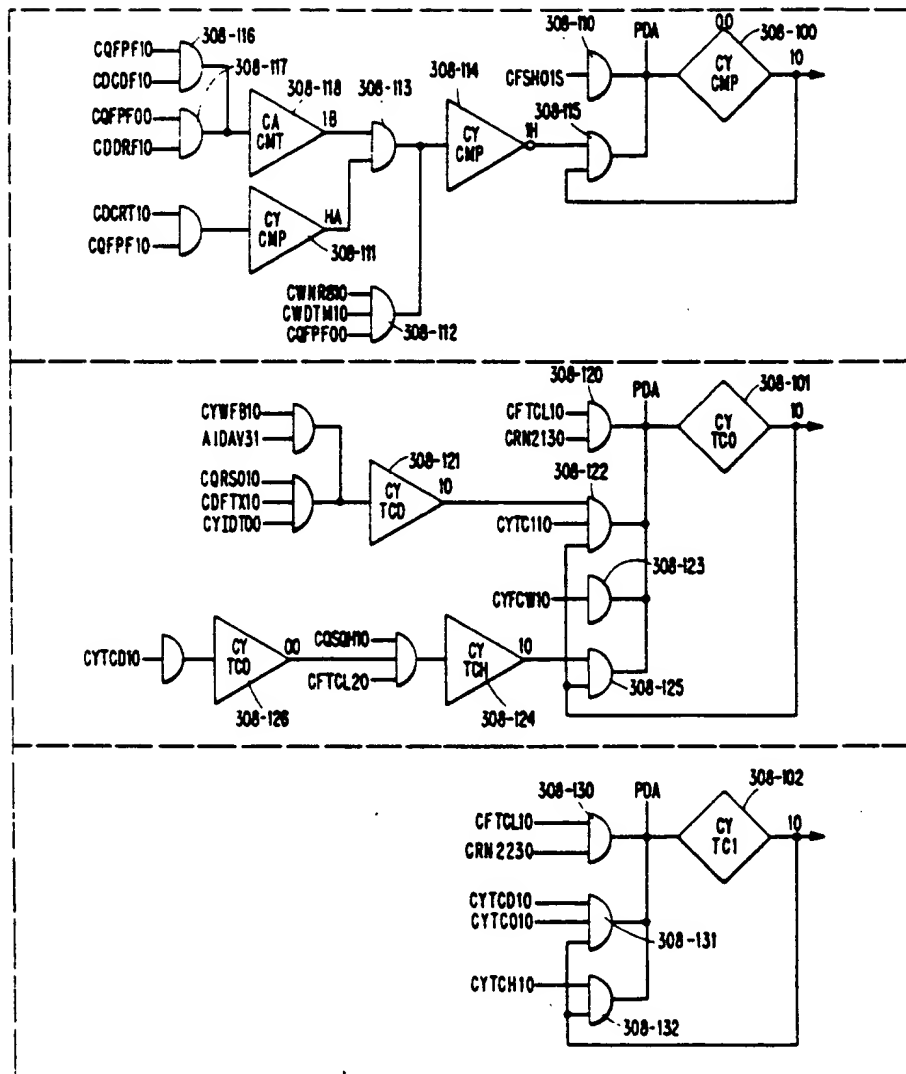 308-116
CQFPF10
CDCDF10
308-117
CQFPF00
CDDRF10
308-118
CA
CMT
1B
308-113
308-114
CY
CMP
1H
308-110
PDA
CFSH01S
308-115
00
308-100
CY
CMP
10
CDCRT10
CQFPF10
CY
CMP
HA
308-111
CWNR810
CWDTM10
CQFPF00
308-112
308-120
PDA
308-101
CYWFB10
AIDAV31
CFTCL10
CRN2130
CY
TC0
10
CQRS010
CDFTX10
CYIDT00
308-121
CY
TCD
10
308-122
CYTC110
308-123
CYFCW10
CYTCD10
CY
TCD
00
308-126
CQSQH10
CFTCL20
CY
TCH
10
308-124
308-125
308-130
PDA
308-102
CFTCL10
CRN2230
CY
TC1
10
CYTCD10
CYTC010
308-131
CYTCH10
308-132